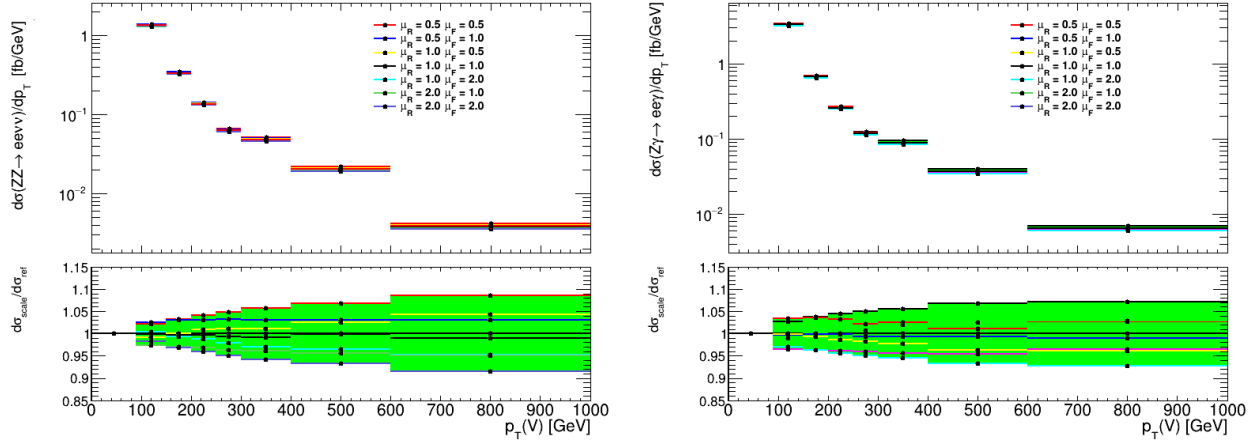 dσ(ZZ→ eeνν)/dp_T [fb/GeV]
1
10⁻¹
10⁻²
μ_R = 0.5 μ_F = 0.5
μ_R = 0.5 μ_F = 1.0
μ_R = 1.0 μ_F = 0.5
μ_R = 1.0 μ_F = 1.0
μ_R = 1.0 μ_F = 2.0
μ_R = 2.0 μ_F = 1.0
μ_R = 2.0 μ_F = 2.0
dσ_scale/dσ_ref
1.15
1.1
1.05
1
0.95
0.9
0.85
0 100 200 300 400 500 600 700 800 900 1000
p_T(V) [GeV]
dσ(Zγ→ eeγ)/dp_T [fb/GeV]
1
10⁻¹
10⁻²
μ_R = 0.5 μ_F = 0.5
μ_R = 0.5 μ_F = 1.0
μ_R = 1.0 μ_F = 0.5
μ_R = 1.0 μ_F = 1.0
μ_R = 1.0 μ_F = 2.0
μ_R = 2.0 μ_F = 1.0
μ_R = 2.0 μ_F = 2.0
dσ_scale/dσ_ref
1.15
1.1
1.05
1
0.95
0.9
0.85
0 100 200 300 400 500 600 700 800 900 1000
p_T(V) [GeV]